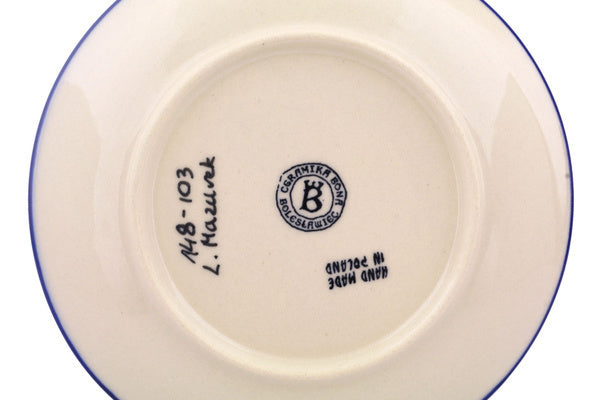 148-103
L. Mazurek
CERAMIKA BONA
B
BOLESŁAWIEC
HAND MADE
IN POLAND